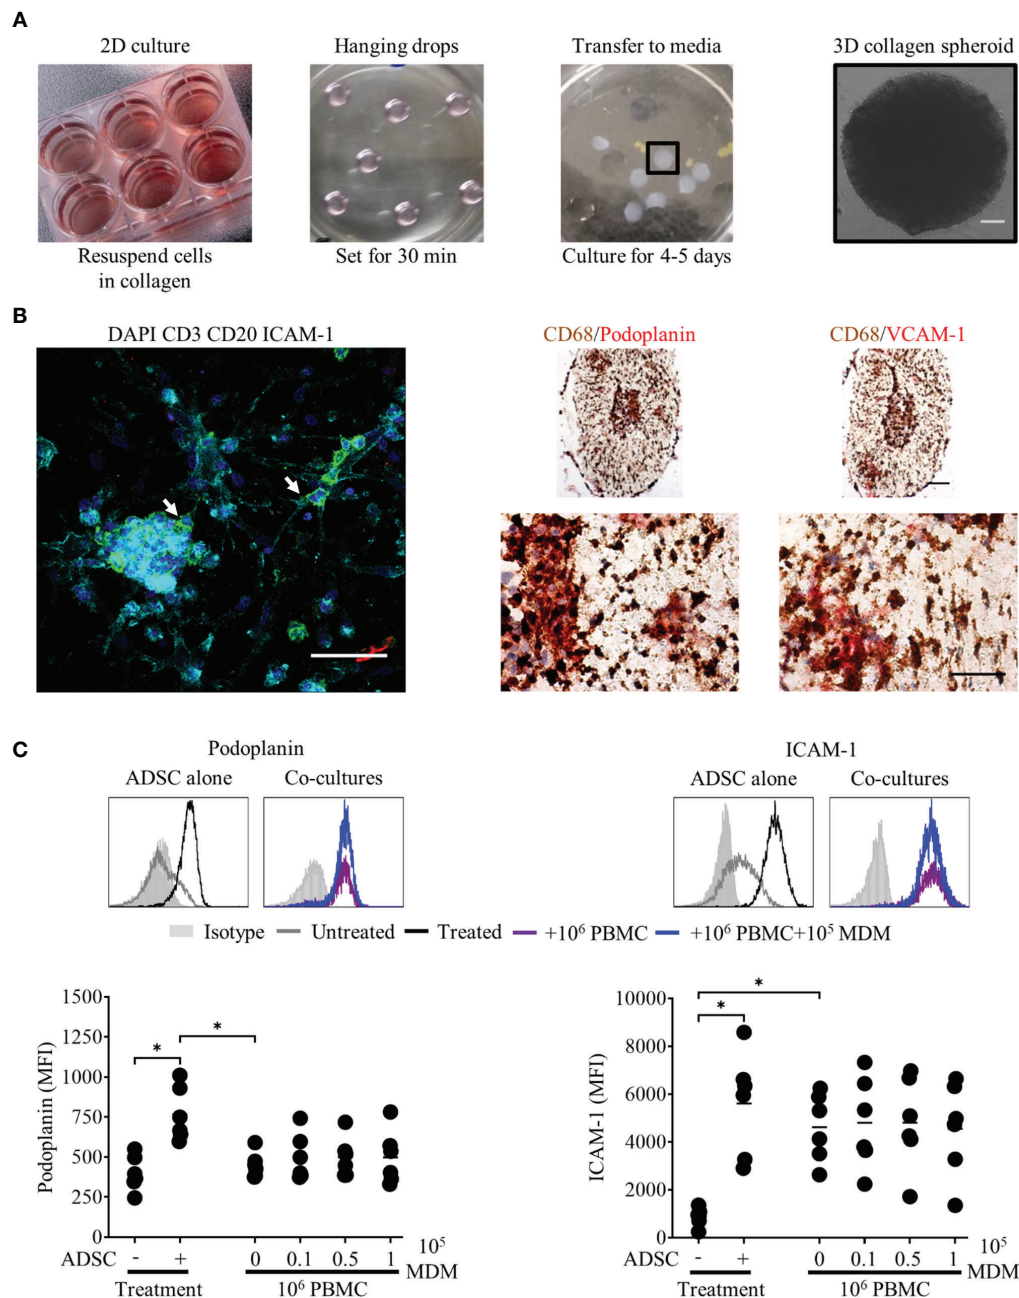 A
2D culture
Hanging drops
Transfer to media
3D collagen spheroid
Resuspend cells
in collagen
Set for 30 min
Culture for 4-5 days
B
DAPI CD3 CD20 ICAM-1
CD68/Podoplanin
CD68/VCAM-1
C
Podoplanin
ADSC alone
Co-cultures
ICAM-1
ADSC alone
Co-cultures
Isotype
Untreated
Treated
+10⁶ PBMC
+10⁶ PBMC+10⁵ MDM
Podoplanin (MFI)
1500
1250
1000
750
500
250
0
*
*
ADSC
-
+
0
0.1
0.5
1
10⁵
MDM
Treatment
10⁶ PBMC
ICAM-1 (MFI)
10000
8000
6000
4000
2000
0
*
*
ADSC
-
+
0
0.1
0.5
1
10⁵
MDM
Treatment
10⁶ PBMC